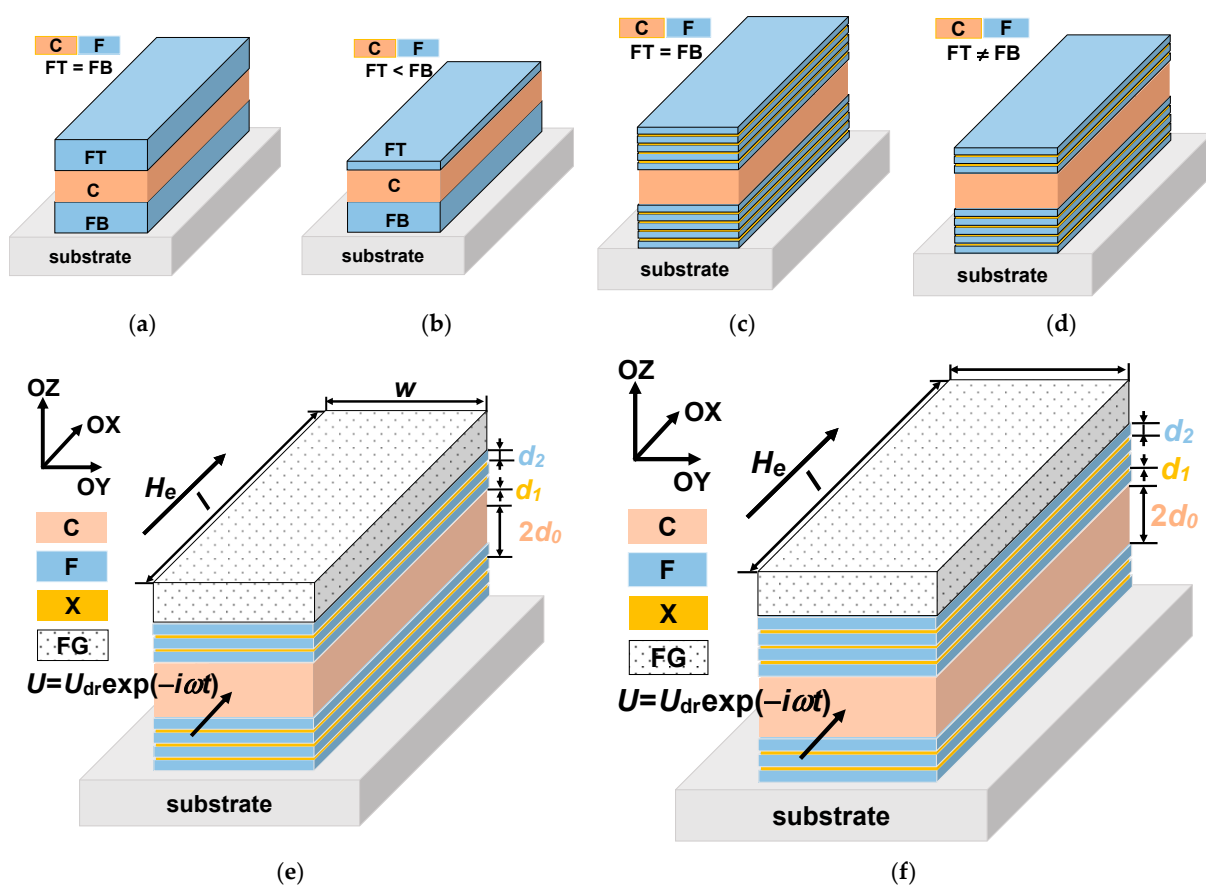 C F
FT = FB
FT
C
FB
substrate
(a)
C F
FT < FB
FT
C
FB
substrate
(b)
C F
FT = FB
substrate
(c)
C F
FT ≠ FB
substrate
(d)
OZ
OX
OY
He
l
w
d2
d1
2d0
C
F
X
FG
U=Udrexp(−iωt)
substrate
(e)
OZ
OX
OY
He
l
d2
d1
2d0
C
F
X
FG
U=Udrexp(−iωt)
substrate
(f)